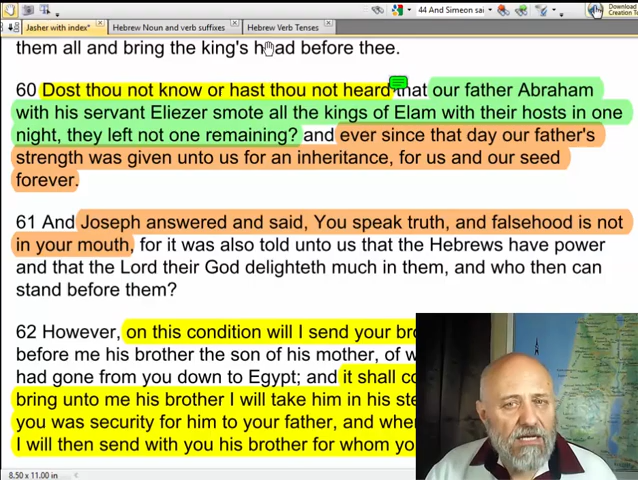 44 And Simeon sai
Download
Creation T
Jasher with index*
Hebrew Noun and verb suffixes
Hebrew Verb Tenses
them all and bring the king's head before thee.
60 Dost thou not know or hast thou not heard that our father Abraham
with his servant Eliezer smote all the kings of Elam with their hosts in one
night, they left not one remaining? and ever since that day our father's
strength was given unto us for an inheritance, for us and our seed
forever.
61 And Joseph answered and said, You speak truth, and falsehood is not
in your mouth, for it was also told unto us that the Hebrews have power
and that the Lord their God delighteth much in them, and who then can
stand before them?
62 However, on this condition will I send your bro
before me his brother the son of his mother, of w
had gone from you down to Egypt; and it shall co
bring unto me his brother I will take him in his ste
you was security for him to your father, and whe
I will then send with you his brother for whom yo
8.50 x 11.00 in